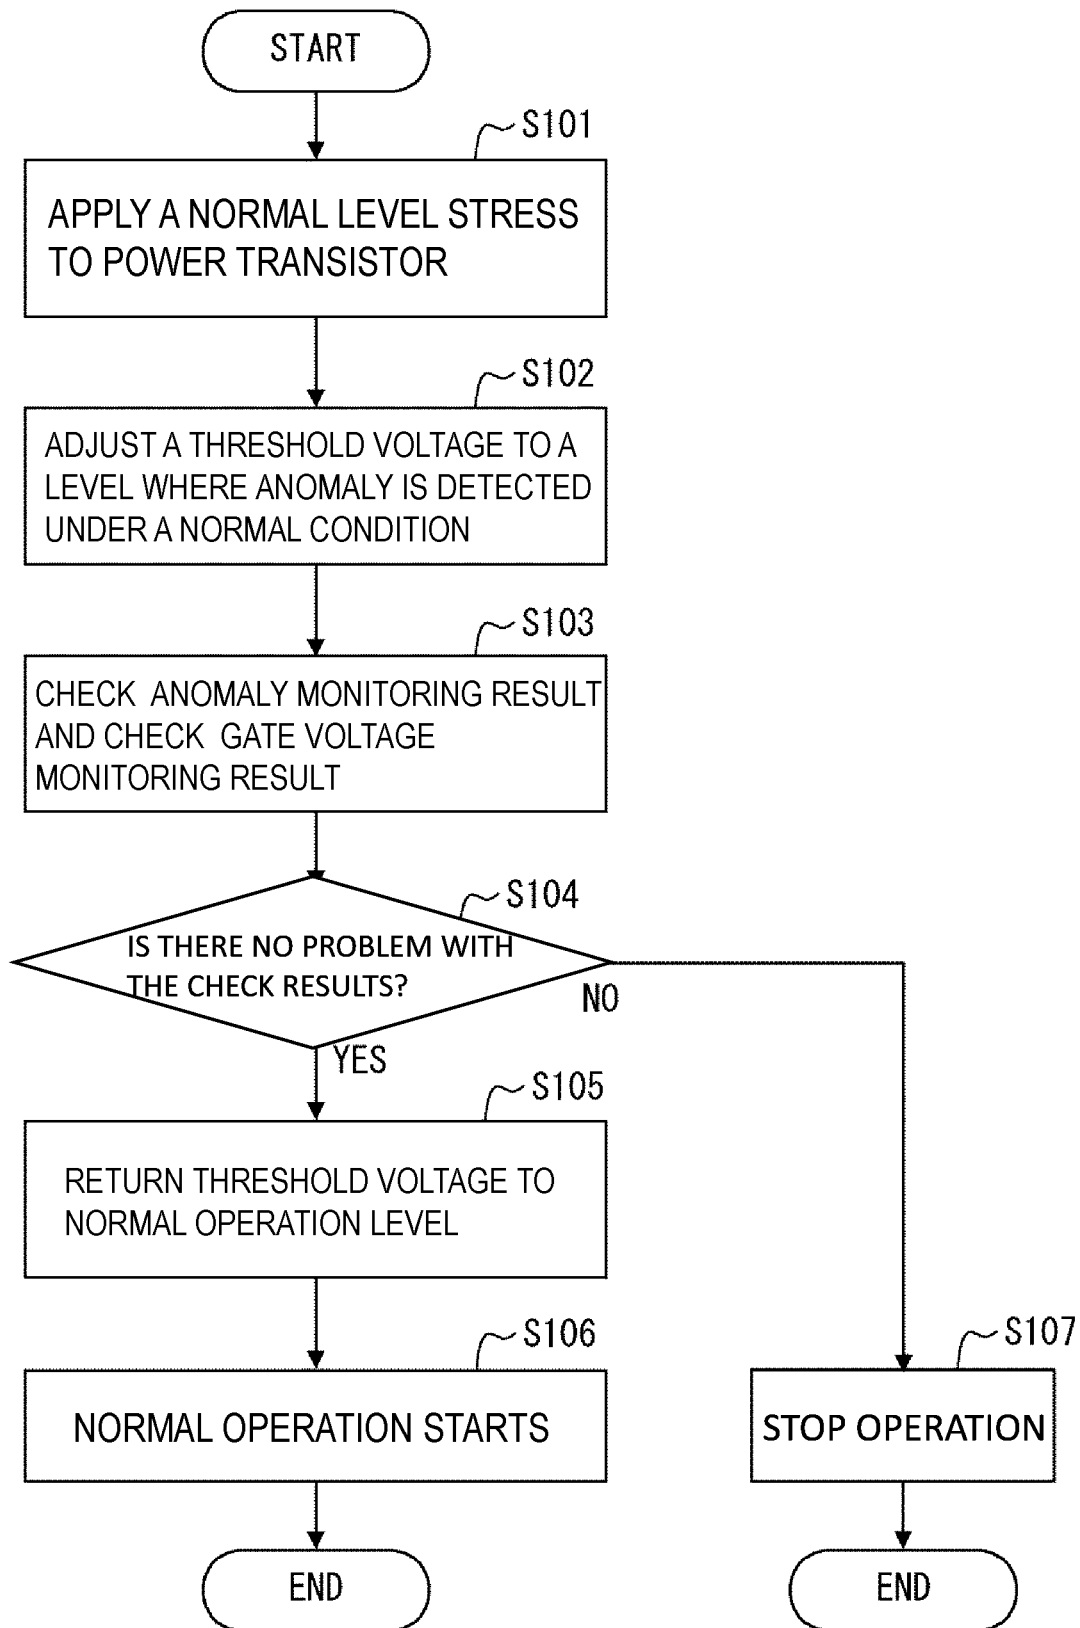 START
S101
APPLY A NORMAL LEVEL STRESS
TO POWER TRANSISTOR
S102
ADJUST A THRESHOLD VOLTAGE TO A
LEVEL WHERE ANOMALY IS DETECTED
UNDER A NORMAL CONDITION
S103
CHECK ANOMALY MONITORING RESULT
AND CHECK GATE VOLTAGE
MONITORING RESULT
S104
IS THERE NO PROBLEM WITH
THE CHECK RESULTS?
NO
YES
S105
RETURN THRESHOLD VOLTAGE TO
NORMAL OPERATION LEVEL
S106
NORMAL OPERATION STARTS
S107
STOP OPERATION
END
END